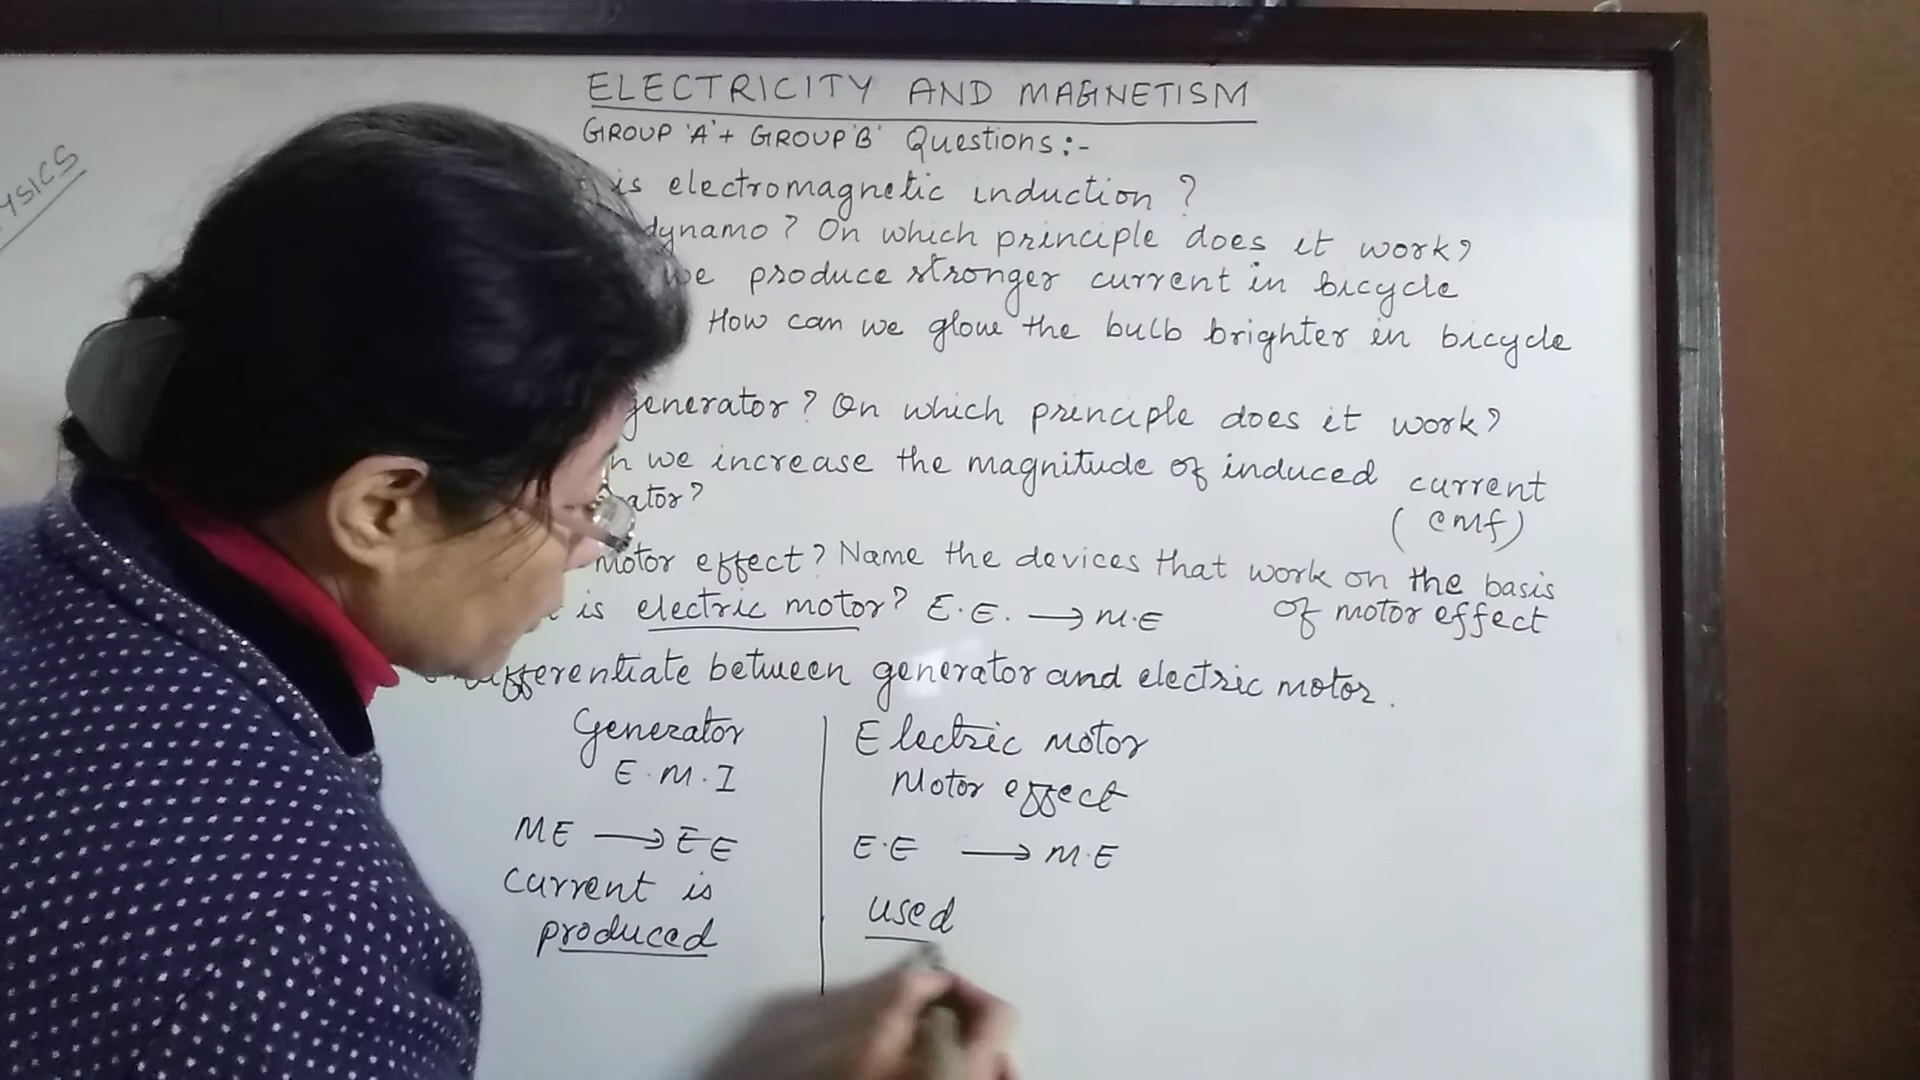 ELECTRICITY AND MAGNETISM
GROUP 'A' + GROUP 'B' Questions :-
YSICS
is electromagnetic induction ?
dynamo? On which principle does it work?
we produce stronger current in bicycle
How can we glow the bulb brighter in bicycle
generator? On which principle does it work?
we increase the magnitude of induced current
ator? (emf)
motor effect? Name the devices that work on the basis
is electric motor? E.E. → M.E of motor effect
differentiate between generator and electric motor.
Generator Electric motor
E.M.I Motor effect
ME → EE E.E → M.E
Current is used
produced